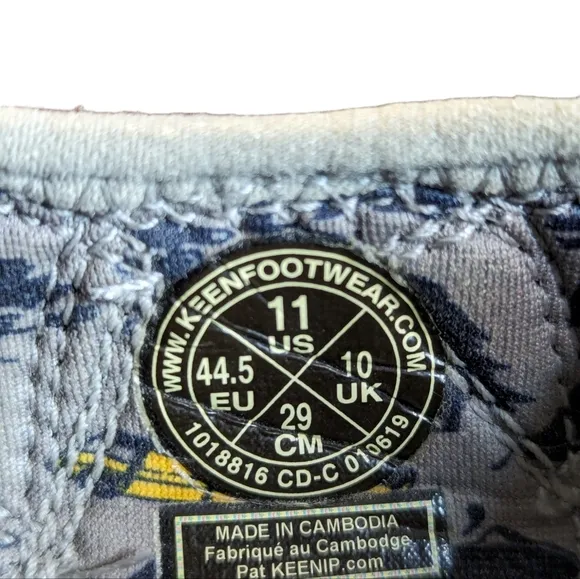 WWW.KEENFOOTWEAR.COM
11
US
44.5
EU
10
UK
29
CM
1018816 CD-C 010619
MADE IN CAMBODIA
Fabriqué au Cambodge
Pat KEENIP.com